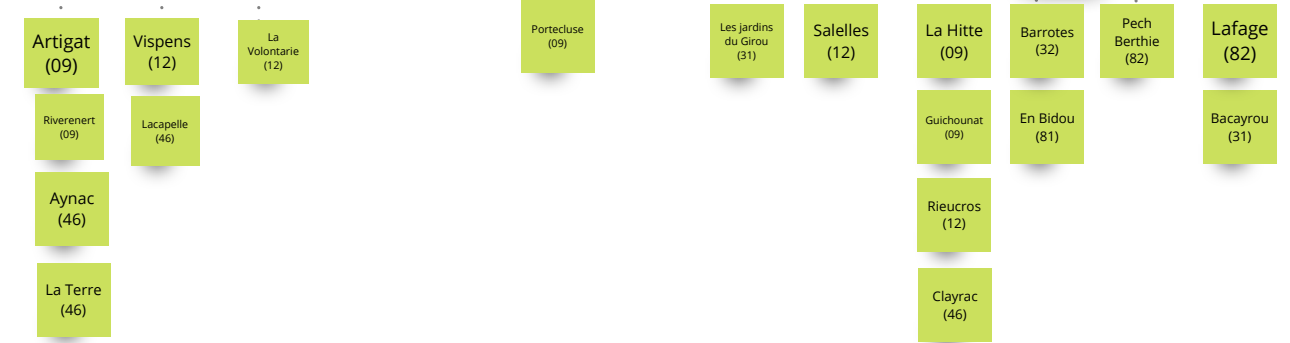 Artigat
(09)
Riverenert
(09)
Aynac
(46)
La Terre
(46)
Vispens
(12)
Lacapelle
(46)
La
Volontarie
(12)
Portecluse
(09)
Les jardins
du Girou
(31)
Salelles
(12)
La Hitte
(09)
Guichounat
(09)
Rieucros
(12)
Clayrac
(46)
Barrotes
(32)
En Bidou
(81)
Pech
Berthie
(82)
Lafage
(82)
Bacayrou
(31)